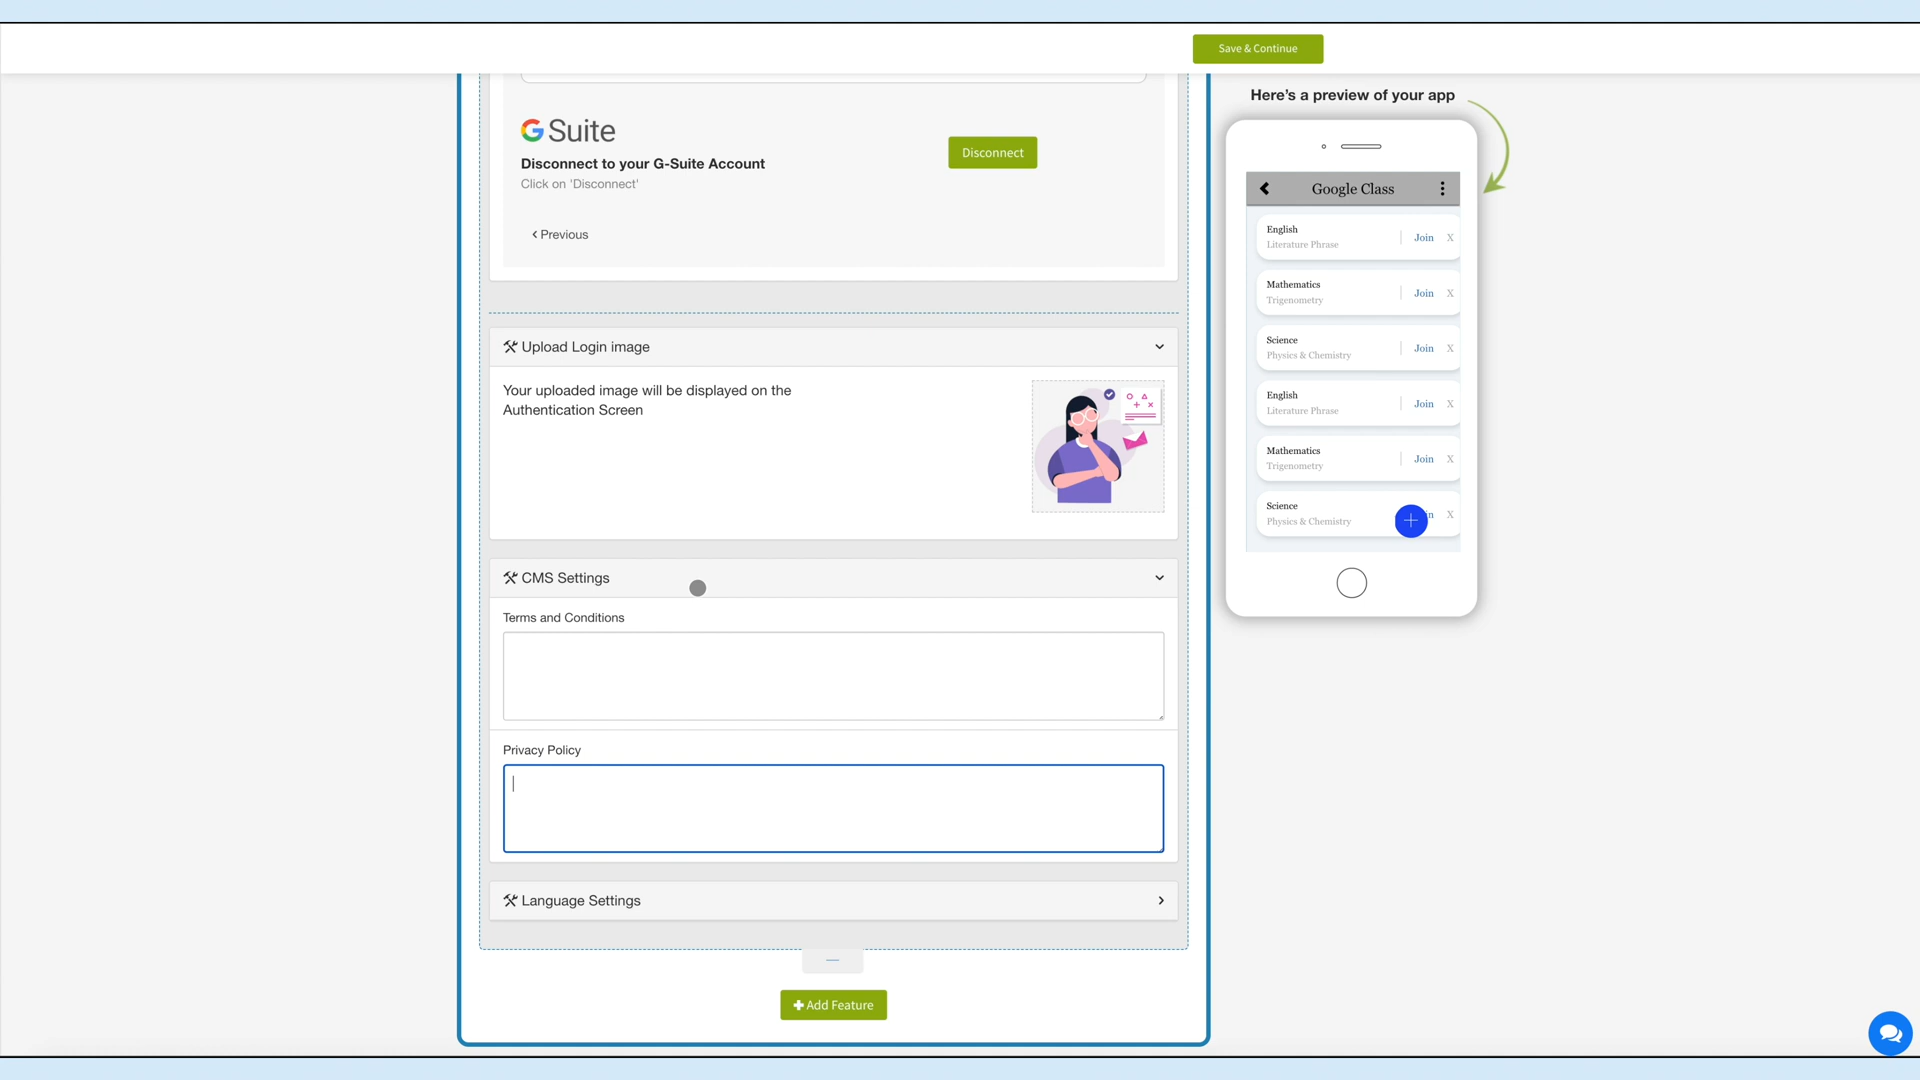 Save & Continue
Here's a preview of your app
G Suite
Disconnect to your G-Suite Account
Click on 'Disconnect'
Disconnect
Previous
Google Class
English
Literature Phrase
Join X
Mathematics
Trigenometry
Join X
Science
Physics & Chemistry
Join X
English
Literature Phrase
Join X
Mathematics
Trigenometry
Join X
Science
Physics & Chemistry
in X
Upload Login image
Your uploaded image will be displayed on the
Authentication Screen
CMS Settings
Terms and Conditions
Privacy Policy
Language Settings
Add Feature